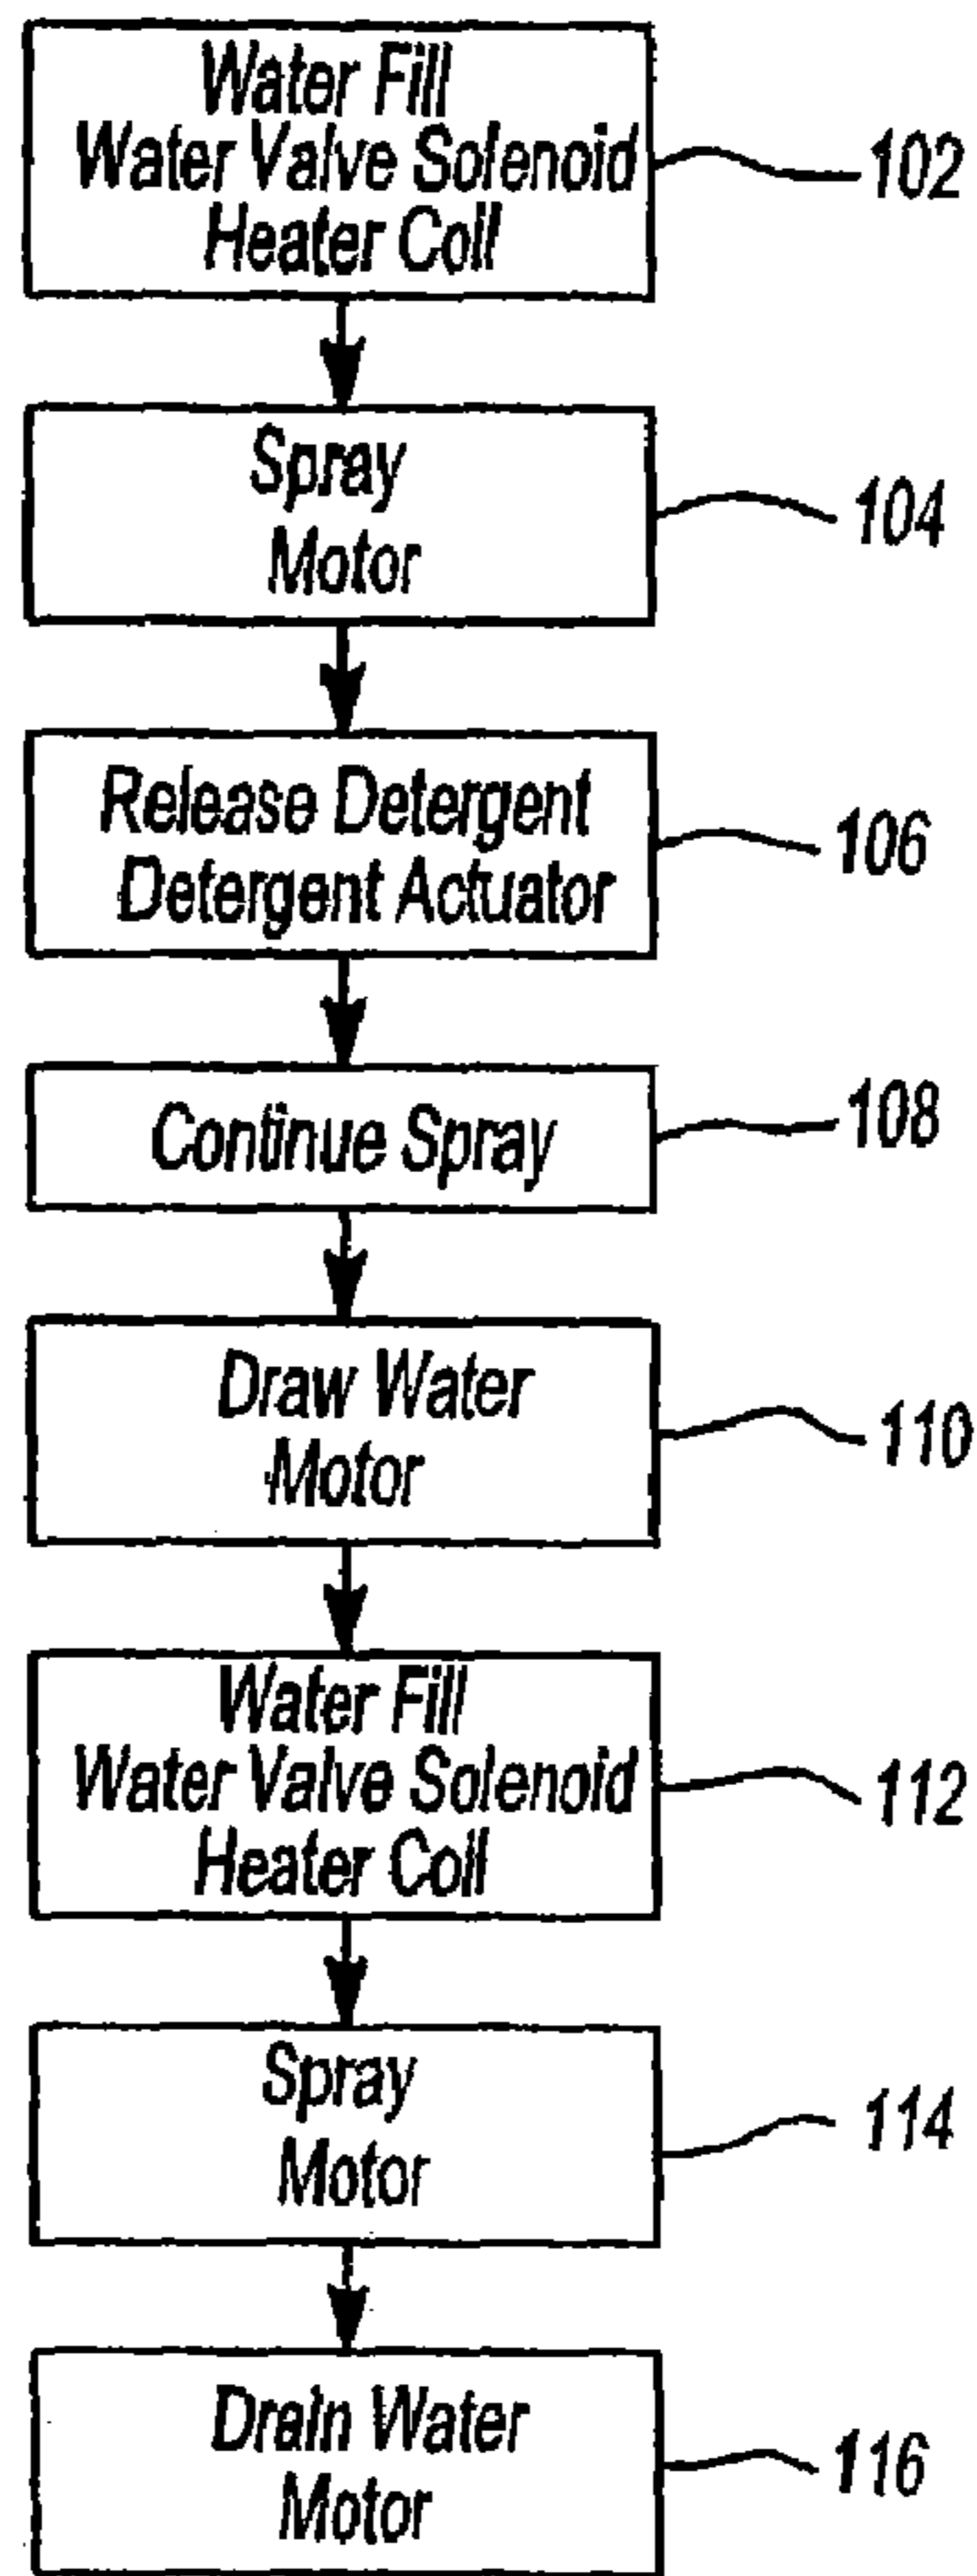 Water Fill
Water Valve Solenoid
Heater Coil
102
Spray
Motor
104
Release Detergent
Detergent Actuator
106
Continue Spray
108
Draw Water
Motor
110
Water Fill
Water Valve Solenoid
Heater Coil
112
Spray
Motor
114
Drain Water
Motor
116